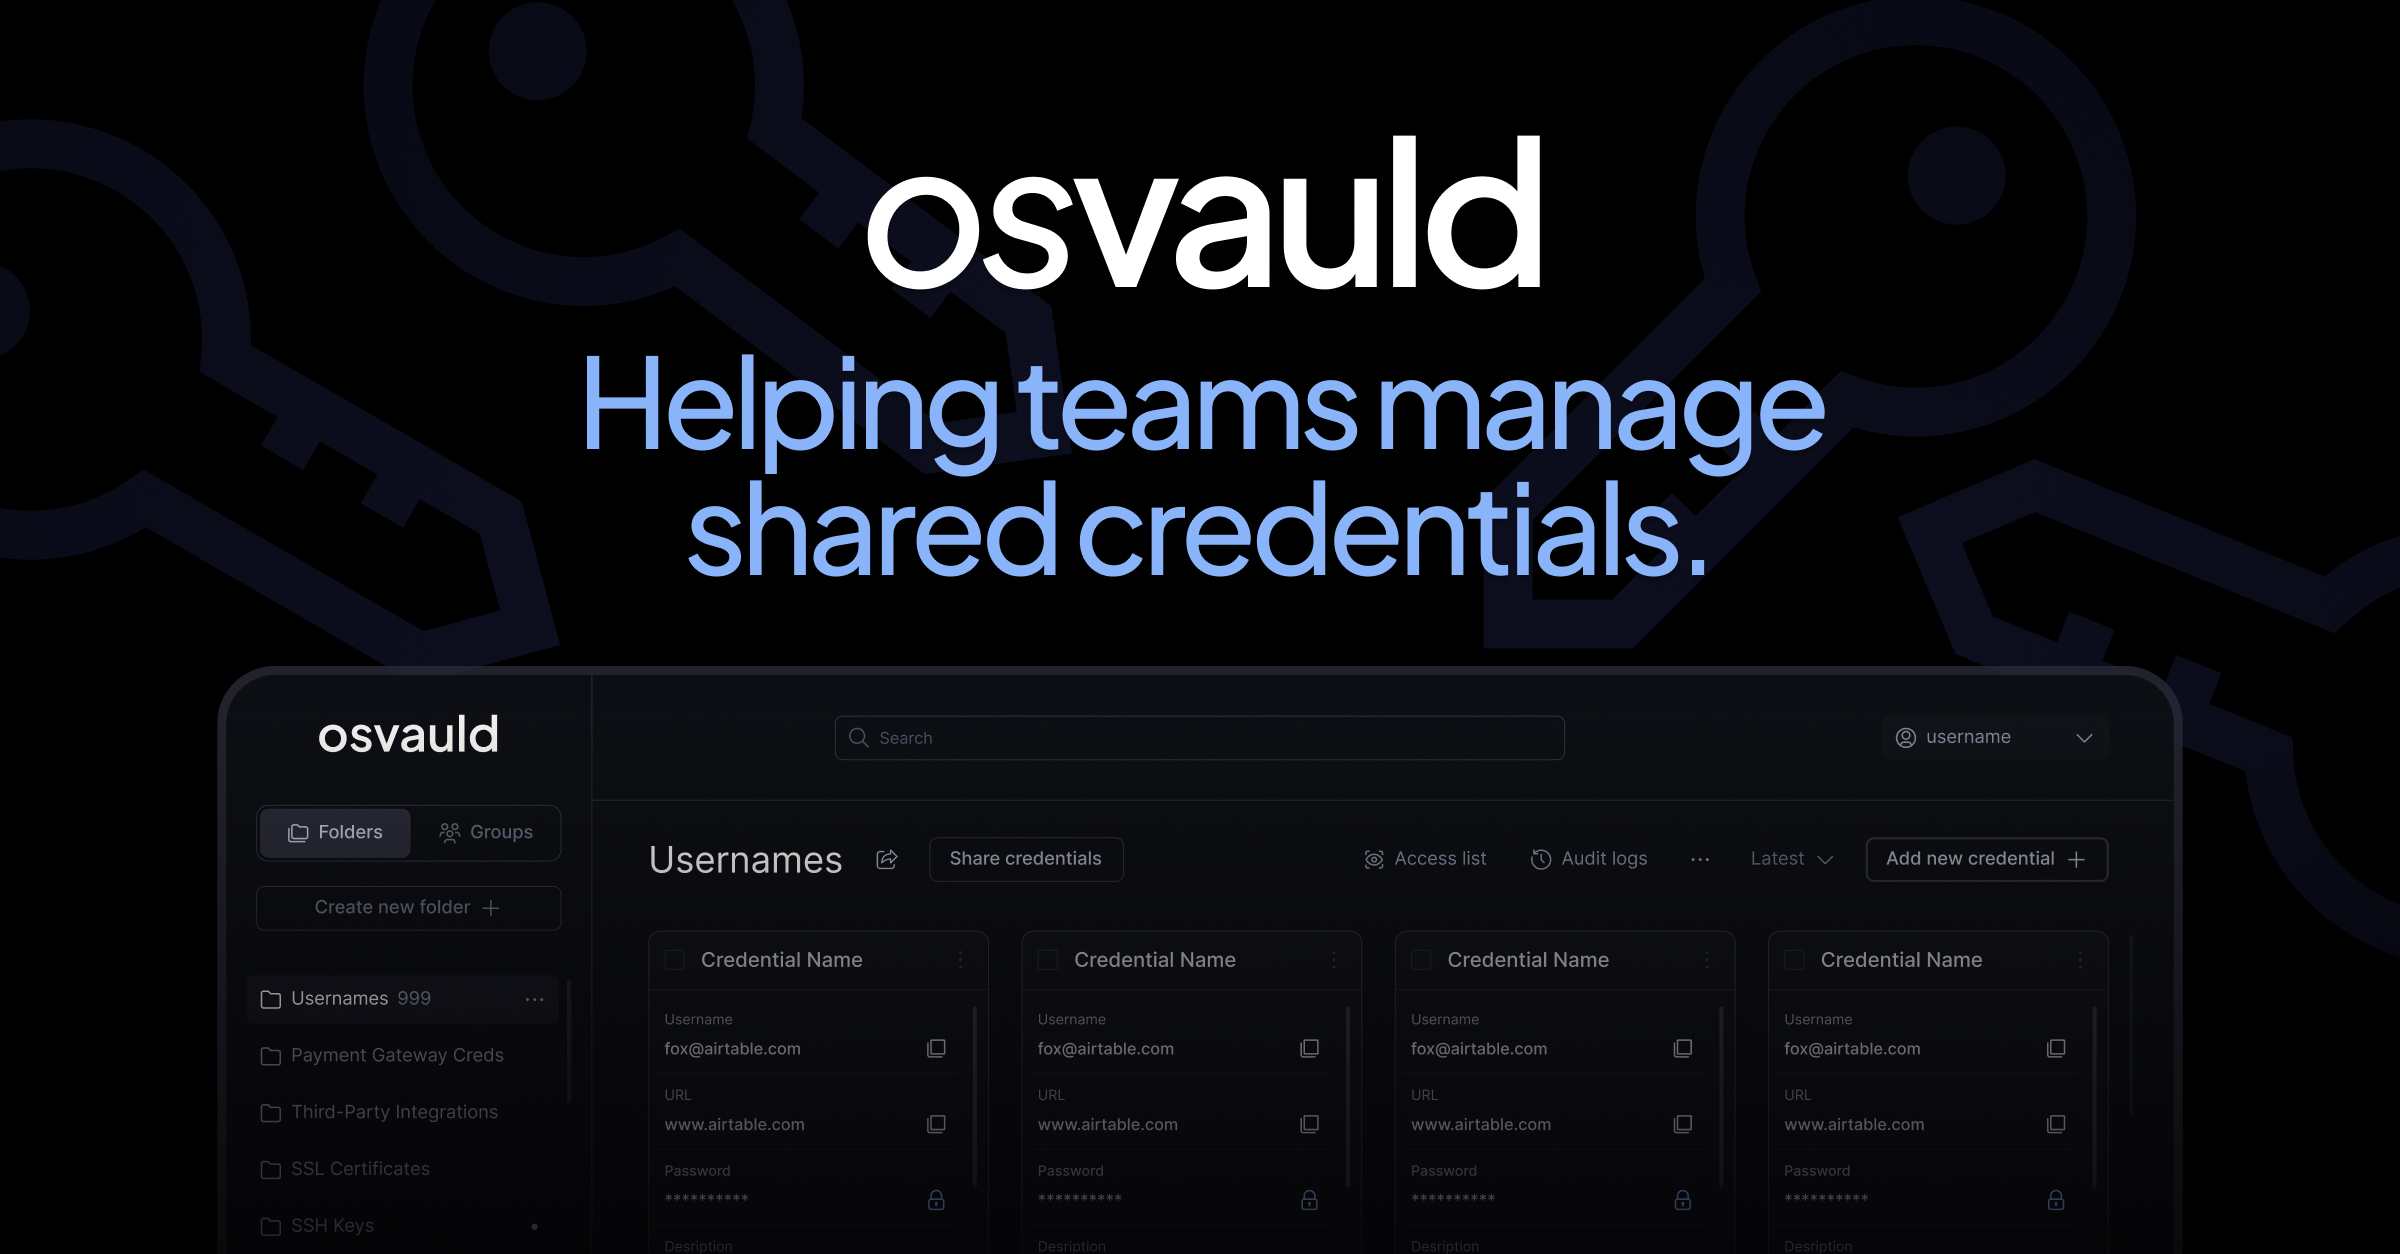 osvauld
Helping teams manage
shared credentials.
osvauld
Search
username
Folders
Groups
Create new folder
Usernames 999
Payment Gateway Creds
Third-Party Integrations
SSL Certificates
SSH Keys
Usernames
Share credentials
Access list
Audit logs
Latest
Add new credential
Credential Name
Username
fox@airtable.com
URL
www.airtable.com
Password
**********
Desription
Credential Name
Username
fox@airtable.com
URL
www.airtable.com
Password
**********
Desription
Credential Name
Username
fox@airtable.com
URL
www.airtable.com
Password
**********
Desription
Credential Name
Username
fox@airtable.com
URL
www.airtable.com
Password
**********
Desription